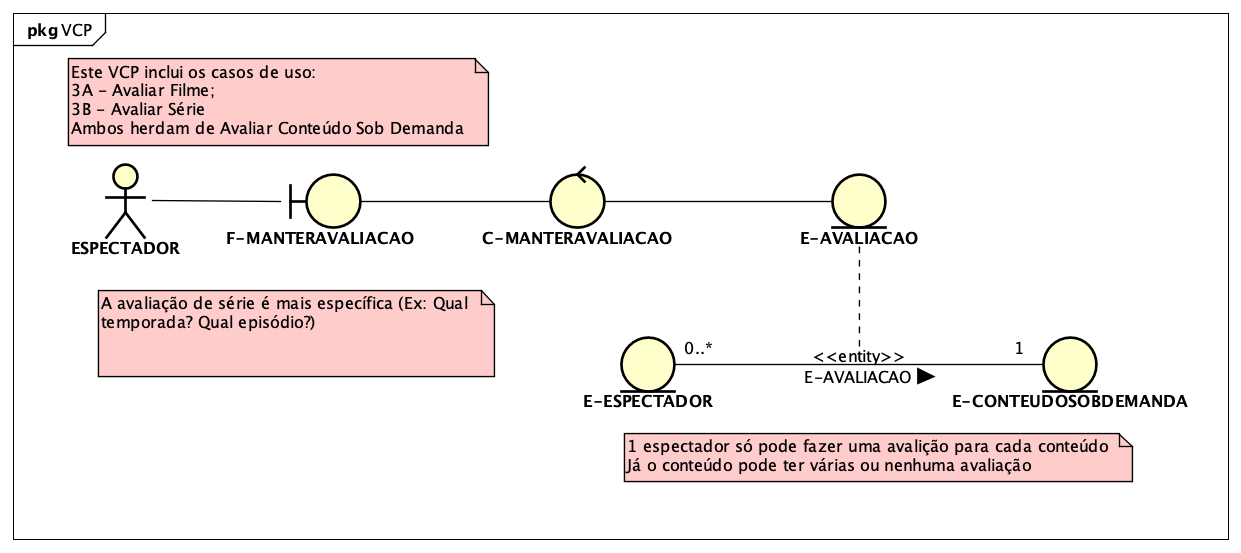 pkg VCP
Este VCP inclui os casos de uso:
3A - Avaliar Filme;
3B - Avaliar Série
Ambos herdam de Avaliar Conteúdo Sob Demanda
ESPECTADOR
F-MANTERAVALIACAO
C-MANTERAVALIACAO
E-AVALIACAO
A avaliação de série é mais específica (Ex: Qual
temporada? Qual episódio?)
0..*
<<entity>>
1
E-AVALIACAO
E-ESPECTADOR
E-CONTEUDOSOBDEMANDA
1 espectador só pode fazer uma avalição para cada conteúdo
Já o conteúdo pode ter várias ou nenhuma avaliação